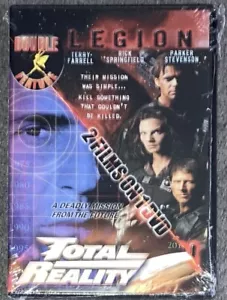 DOUBLE
FEATURE
LEGION
TERRY FARRELL
RICK SPRINGFIELD
PARKER STEVENSON
THEIR MISSION
WAS SIMPLE...
KILL SOMETHING
THAT COULDN'T
BE KILLED.
2 FILMS ON 1 DVD
A DEADLY MISSION
FROM THE FUTURE
TOTAL
REALITY